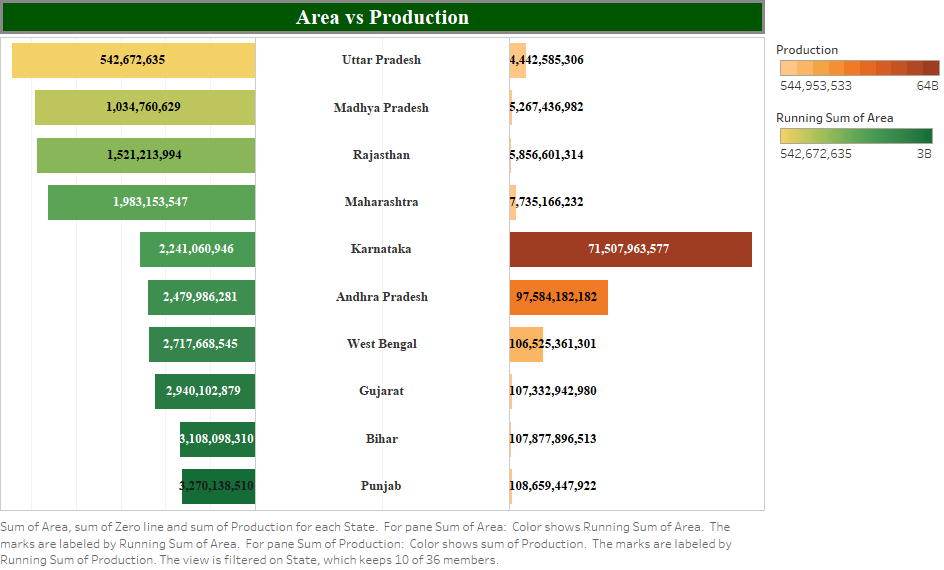 Area vs Production
542,672,635 Uttar Pradesh 4,442,585,306
1,034,760,629 Madhya Pradesh 5,267,436,982
1,521,213,994 Rajasthan 5,856,601,314
1,983,153,547 Maharashtra 7,735,166,232
2,241,060,946 Karnataka 71,507,963,577
2,479,986,281 Andhra Pradesh 97,584,182,182
2,717,668,545 West Bengal 106,525,361,301
2,940,102,879 Gujarat 107,332,942,980
3,108,098,310 Bihar 107,877,896,513
3,270,138,510 Punjab 108,659,447,922
Production
544,953,533 64B
Running Sum of Area
542,672,635 3B
Sum of Area, sum of Zero line and sum of Production for each State. For pane Sum of Area: Color shows Running Sum of Area. The
marks are labeled by Running Sum of Area. For pane Sum of Production: Color shows sum of Production. The marks are labeled by
Running Sum of Production. The view is filtered on State, which keeps 10 of 36 members.